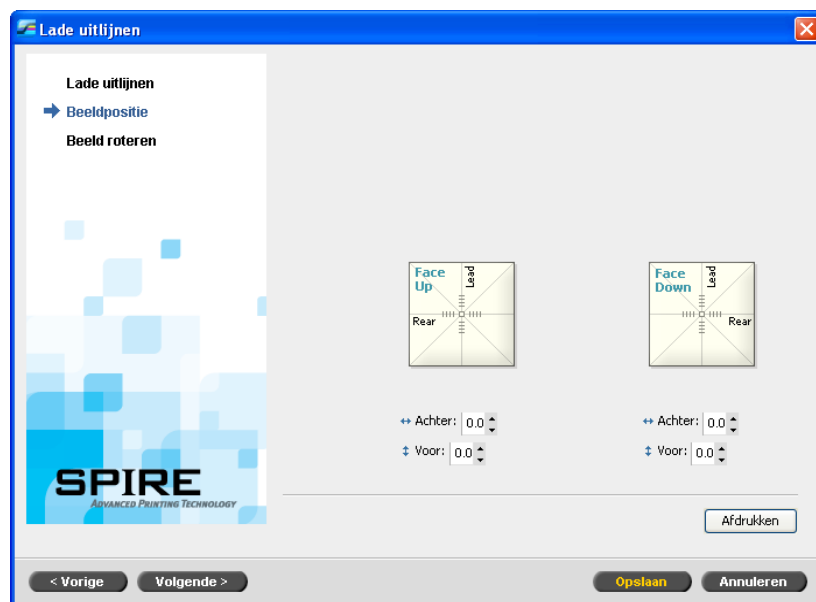 Lade uitlijnen
Lade uitlijnen
Beeldpositie
Beeld roteren
Face Up
Lead
Rear
Face Down
Lead
Rear
Achter: 0.0
Voor: 0.0
Achter: 0.0
Voor: 0.0
SPIRE
ADVANCED PRINTING TECHNOLOGY
Afdrukken
< Vorige
Volgende >
Opslaan
Annuleren